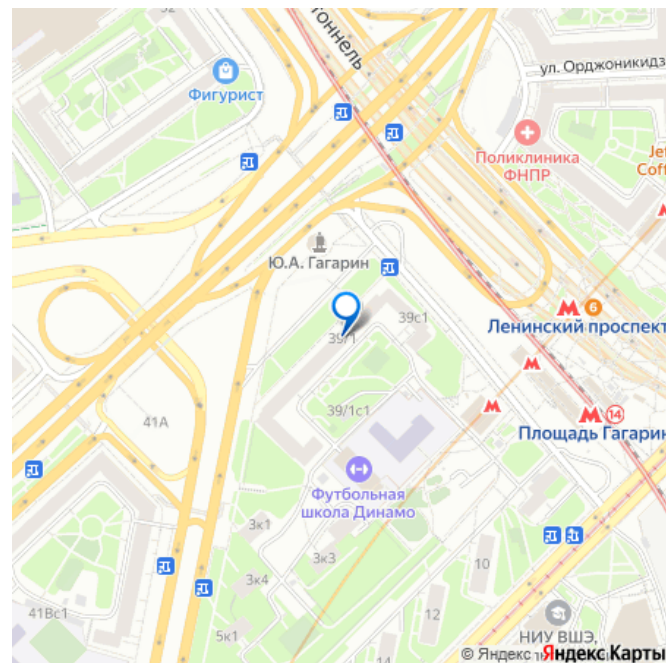 32
Фигурист
тоннель
ул. Орджоникидз
Поликлиника
ФНПР
Jef
Coff
Ю.А. Гагарин
6
Ленинский проспект
39с1
39/1
39/1с1
41А
14
Площадь Гагарин
Футбольная
школа Динамо
3к1
3к3
3к4
10
12
41Вс1
5к1
НИУ ВШЭ,
© Яндекс Яндекс Карты